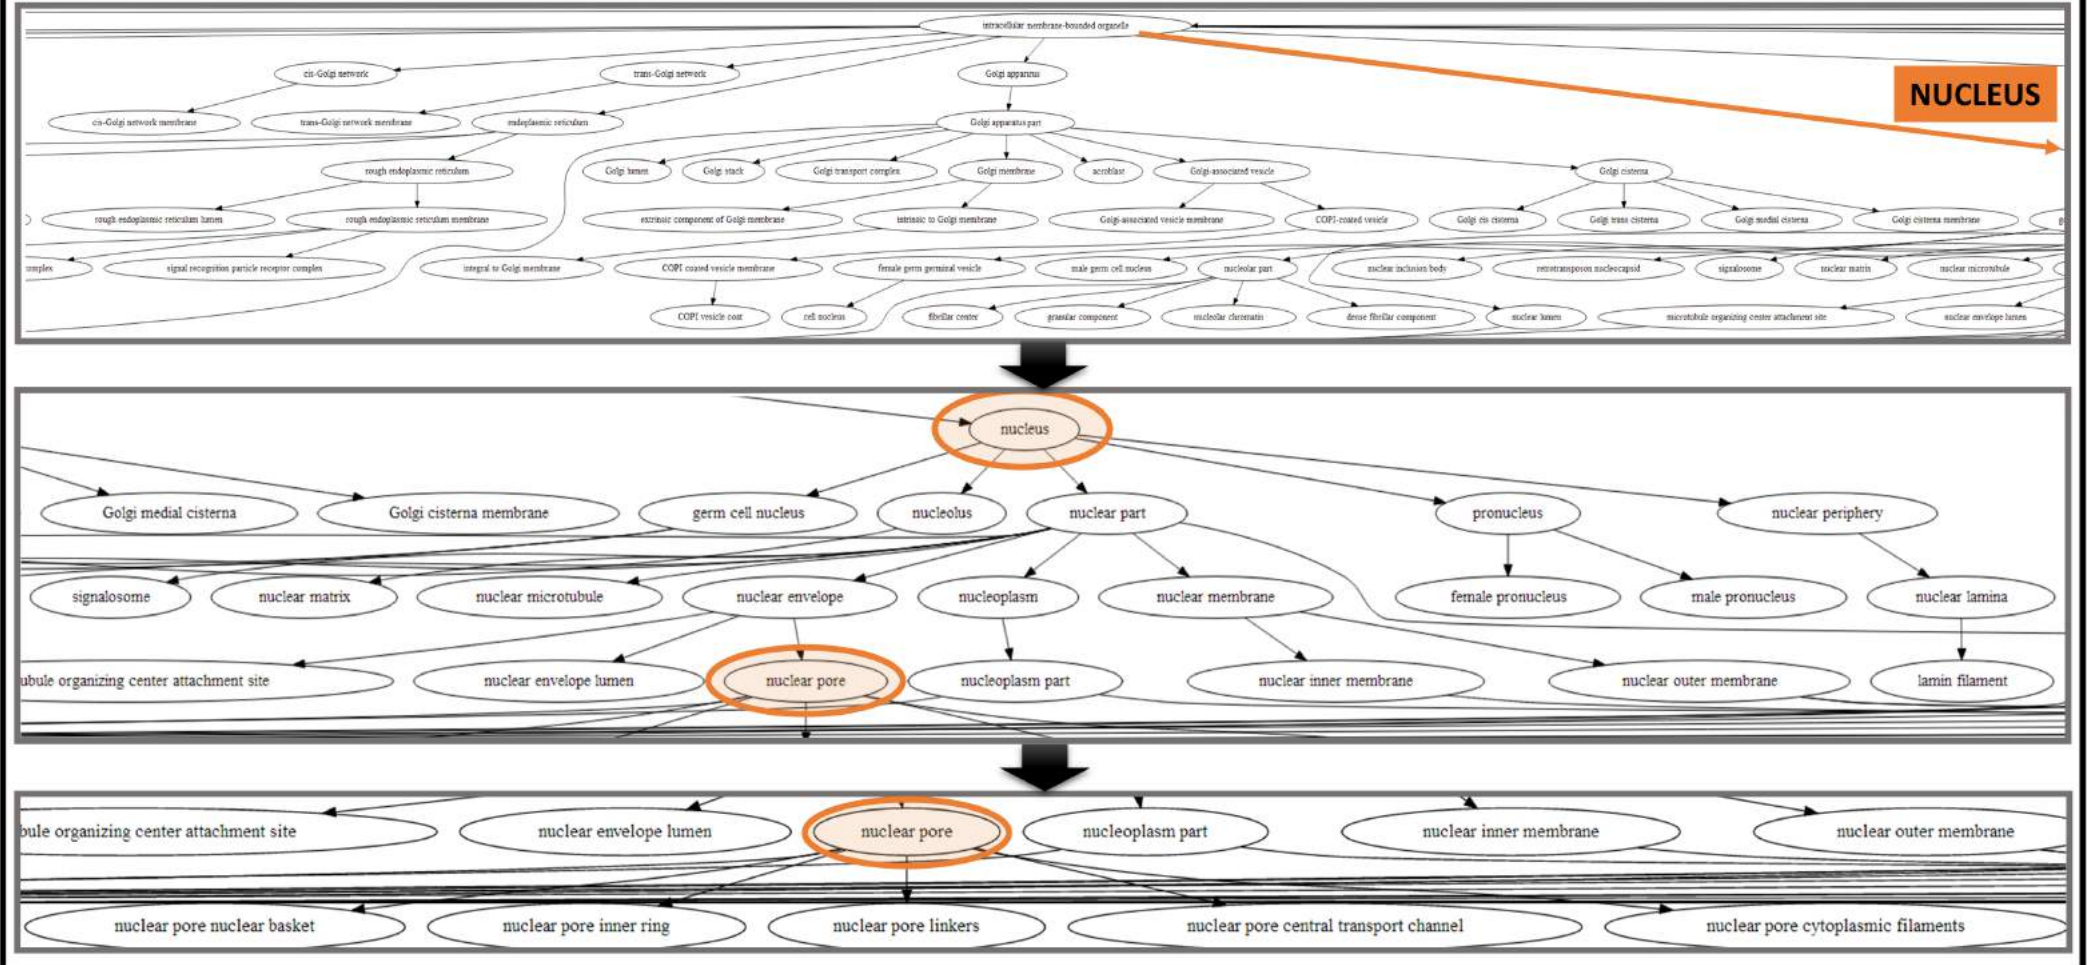 intracellular membrane-bounded organelle
cis-Golgi network
trans-Golgi network
Golgi apparatus
NUCLEUS
cis-Golgi network membrane
trans-Golgi network membrane
endoplasmic reticulum
Golgi apparatus part
rough endoplasmic reticulum
Golgi lumen
Golgi stack
Golgi transport complex
Golgi membrane
acroblast
Golgi-associated vesicle
Golgi cisterna
rough endoplasmic reticulum lumen
rough endoplasmic reticulum membrane
extrinsic component of Golgi membrane
intrinsic to Golgi membrane
Golgi-associated vesicle membrane
COPI-coated vesicle
Golgi cis cisterna
Golgi trans cisterna
Golgi medial cisterna
Golgi cisterna membrane
signal recognition particle receptor complex
integral to Golgi membrane
COPI coated vesicle membrane
female germ germinal vesicle
male germ cell nucleus
nucleolar part
nuclear inclusion body
retrotransposon nucleocapsid
signalosome
nuclear matrix
nuclear microtubule
COPI vesicle coat
cell nucleus
fibrillar center
granular component
nucleolar chromatin
dense fibrillar component
nuclear lumen
microtubule organizing center attachment site
nuclear envelope lumen
nucleus
Golgi medial cisterna
Golgi cisterna membrane
germ cell nucleus
nucleolus
nuclear part
pronucleus
nuclear periphery
signalosome
nuclear matrix
nuclear microtubule
nuclear envelope
nucleoplasm
nuclear membrane
female pronucleus
male pronucleus
nuclear lamina
ubule organizing center attachment site
nuclear envelope lumen
nuclear pore
nucleoplasm part
nuclear inner membrane
nuclear outer membrane
lamin filament
bule organizing center attachment site
nuclear envelope lumen
nuclear pore
nucleoplasm part
nuclear inner membrane
nuclear outer membrane
nuclear pore nuclear basket
nuclear pore inner ring
nuclear pore linkers
nuclear pore central transport channel
nuclear pore cytoplasmic filaments